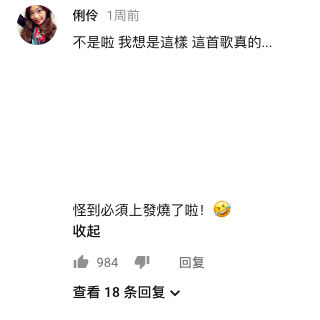 俐伶 1周前
不是啦 我想是這樣 這首歌真的...
怪到必須上發燒了啦！🤣
收起
984 回复
查看 18 条回复